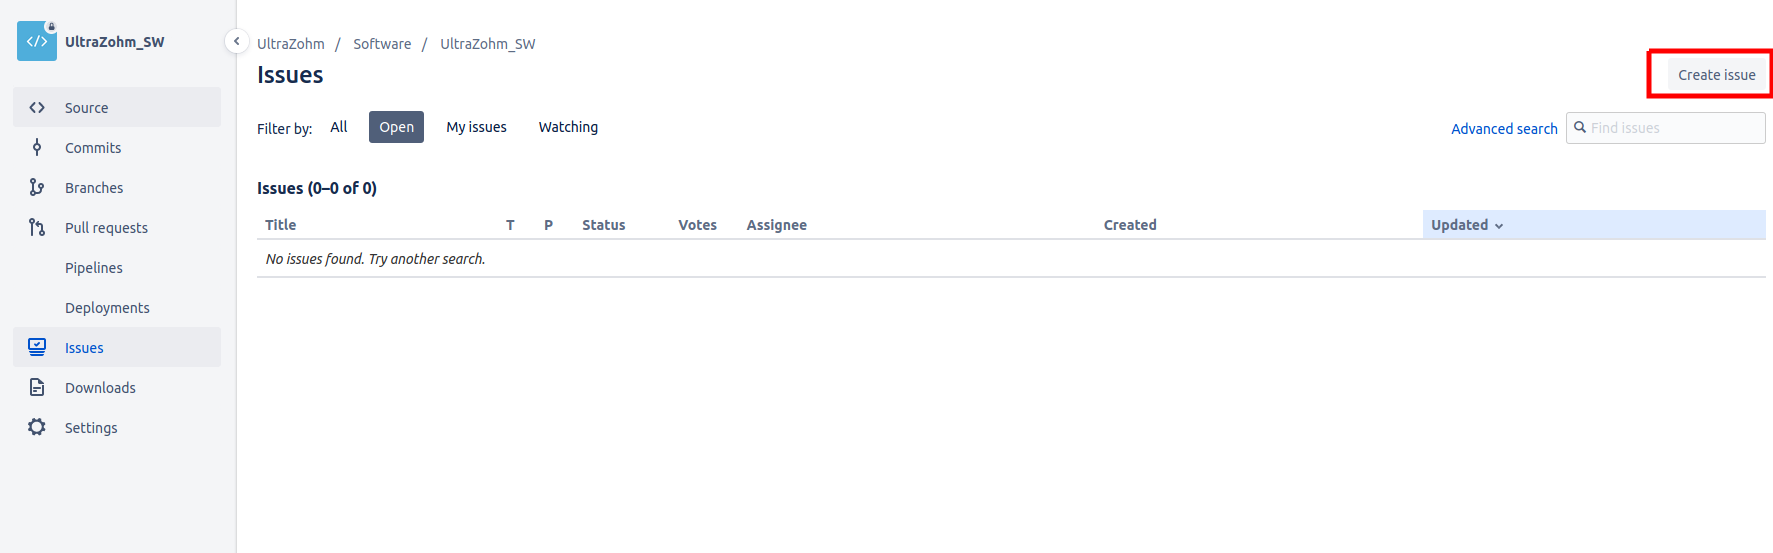 </> UltraZohm_SW
Source
Commits
Branches
Pull requests
Pipelines
Deployments
Issues
Downloads
Settings
UltraZohm / Software / UltraZohm_SW
Issues
Create issue
Filter by: All Open My issues Watching
Advanced search Find issues
Issues (0–0 of 0)
Title T P Status Votes Assignee Created Updated
No issues found. Try another search.